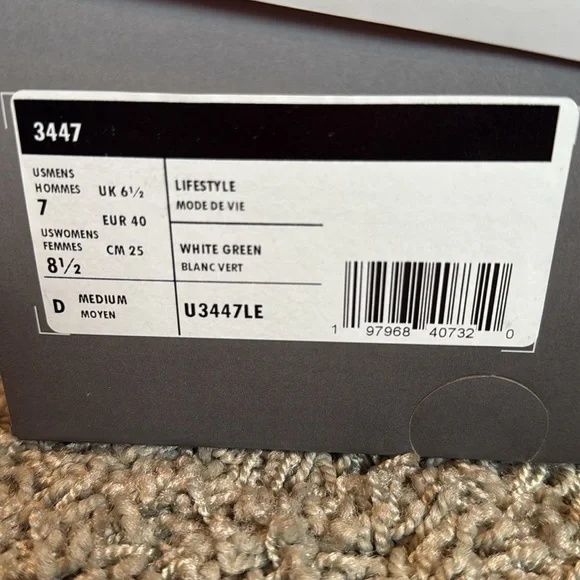 3447
USMENS
HOMMES
7
UK 6½
EUR 40
USWOMENS
FEMMES
8½
CM 25
LIFESTYLE
MODE DE VIE
WHITE GREEN
BLANC VERT
D MEDIUM
MOYEN
U3447LE
1 97968 40732 0